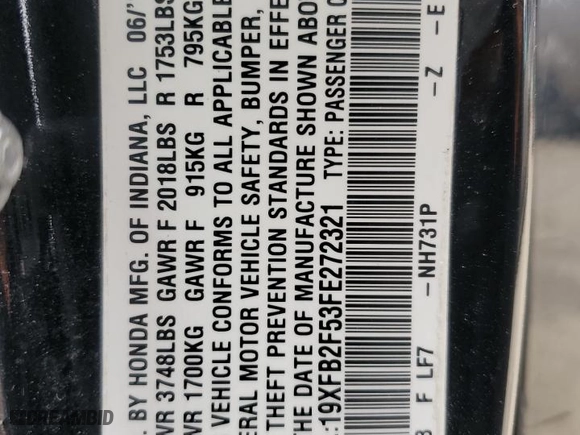 . BY HONDA MFG. OF INDIANA, LLC 06/
VR 3748LBS GAWR F 2018LBS R 1753LBS
VR 1700KG GAWR F 915KG R 795KG
VEHICLE CONFORMS TO ALL APPLICABLE
ERAL MOTOR VEHICLE SAFETY, BUMPER,
THEFT PREVENTION STANDARDS IN EFFE
THE DATE OF MANUFACTURE SHOWN ABOV
:19XFB2F53FE272321 TYPE: PASSENGER
F LF7 -NH731P -Z -E